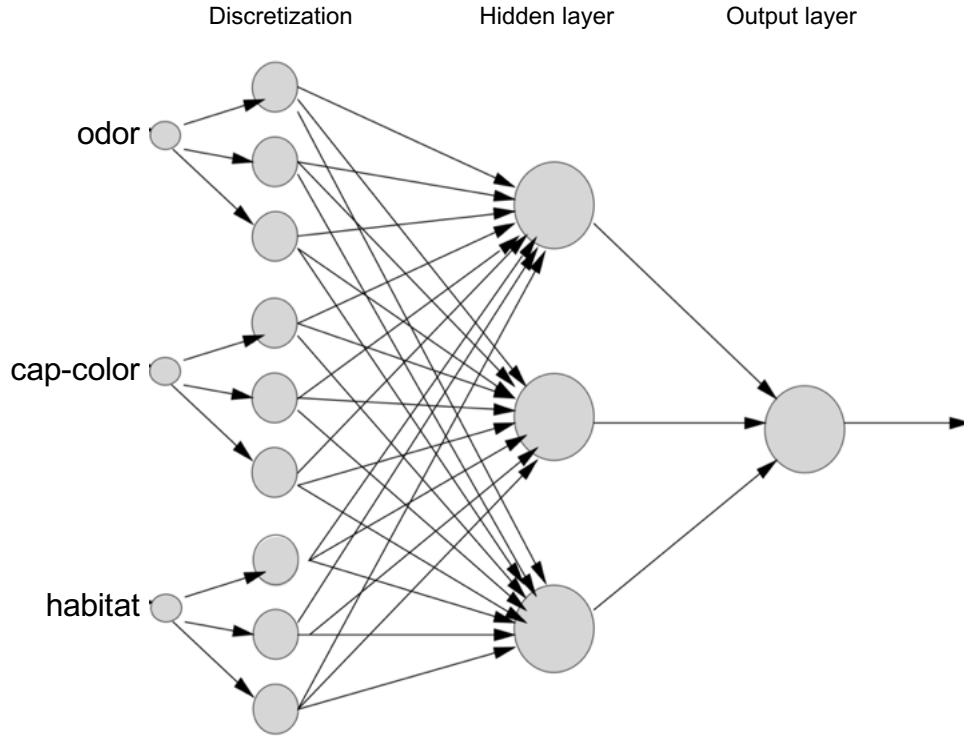 Discretization Hidden layer Output layer
odor
cap-color
habitat